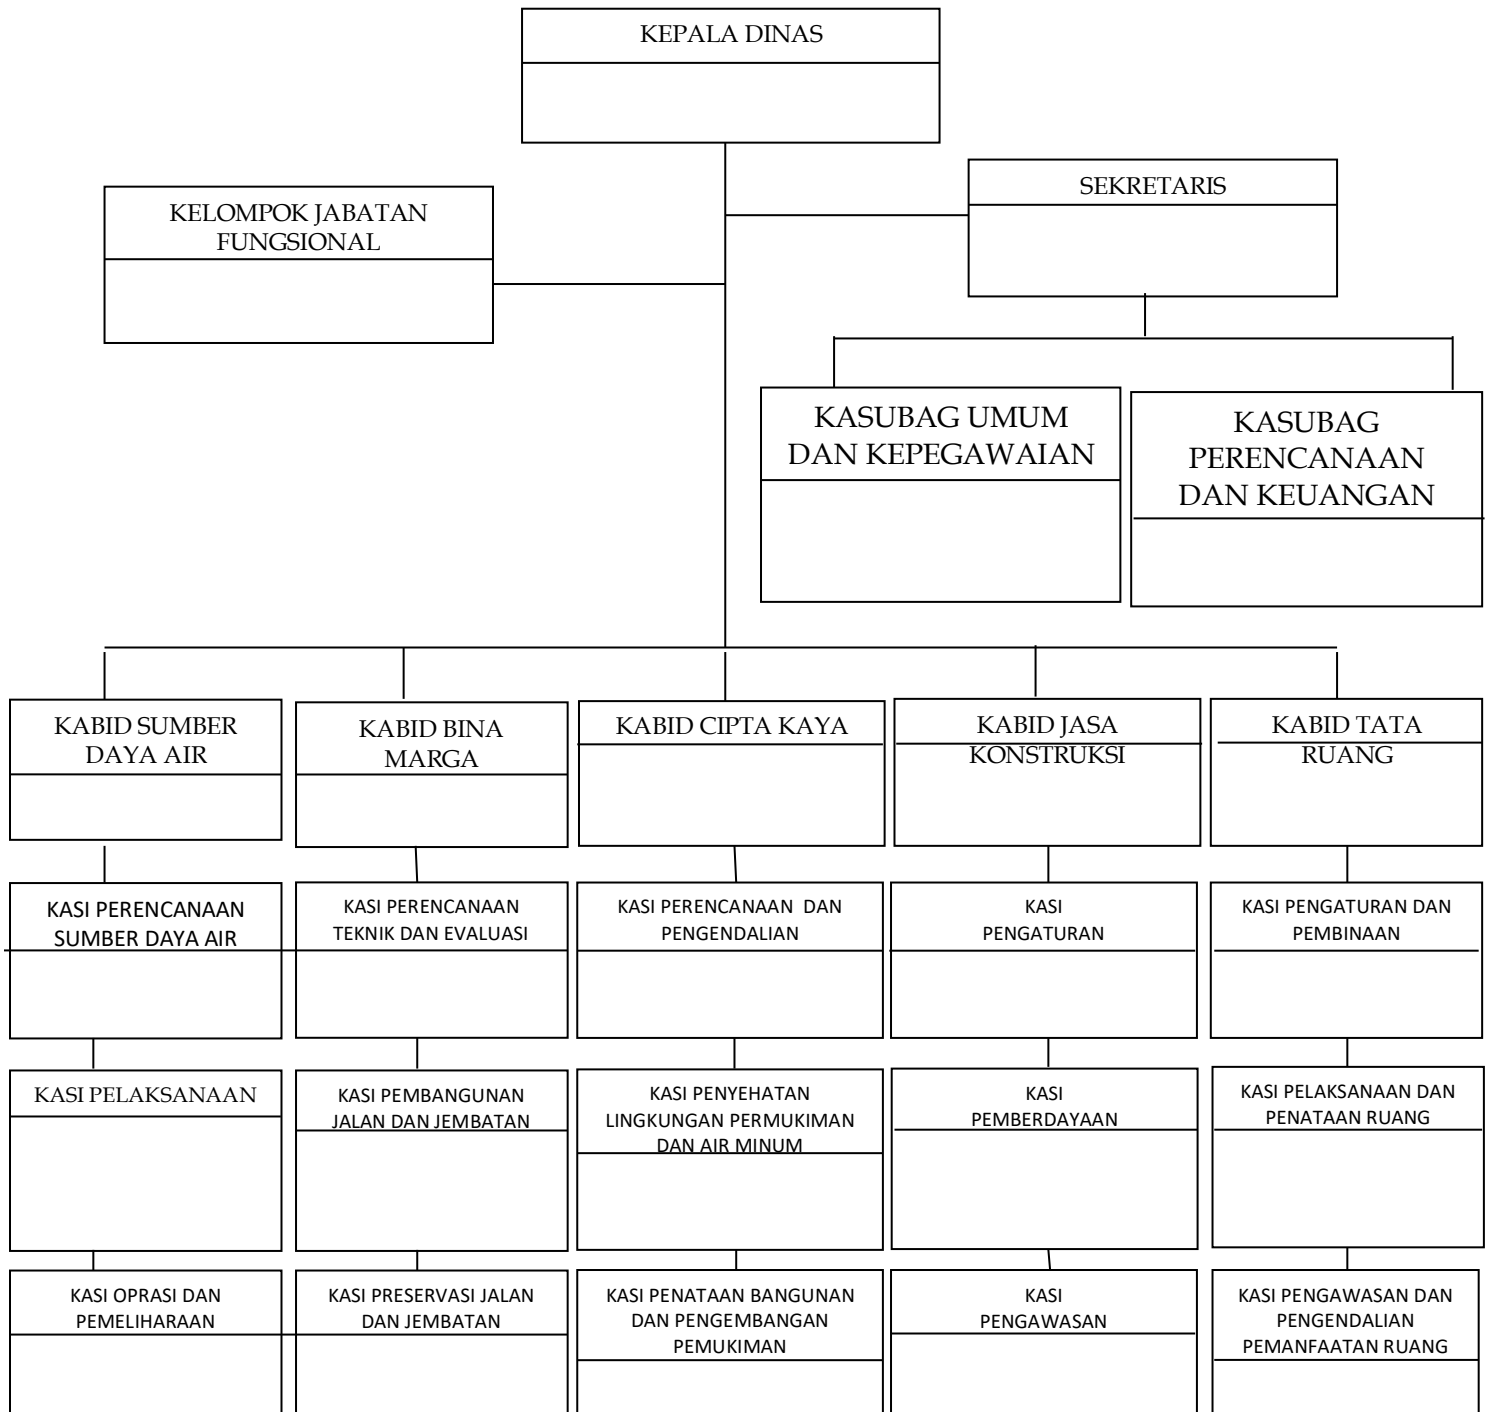 KEPALA DINAS
SEKRETARIS
KELOMPOK JABATAN
FUNGSIONAL
KASUBAG UMUM
DAN KEPEGAWAIAN
KASUBAG
PERENCANAAN
DAN KEUANGAN
KABID SUMBER
DAYA AIR
KABID BINA
MARGA
KABID CIPTA KAYA
KABID JASA
KONSTRUKSI
KABID TATA
RUANG
KASI PERENCANAAN
SUMBER DAYA AIR
KASI PERENCANAAN
TEKNIK DAN EVALUASI
KASI PERENCANAAN DAN
PENGENDALIAN
KASI
PENGATURAN
KASI PENGATURAN DAN
PEMBINAAN
KASI PELAKSANAAN
KASI PEMBANGUNAN
JALAN DAN JEMBATAN
KASI PENYEHATAN
LINGKUNGAN PERMUKIMAN
DAN AIR MINUM
KASI
PEMBERDAYAAN
KASI PELAKSANAAN DAN
PENATAAN RUANG
KASI OPRASI DAN
PEMELIHARAAN
KASI PRESERVASI JALAN
DAN JEMBATAN
KASI PENATAAN BANGUNAN
DAN PENGEMBANGAN
PEMUKIMAN
KASI
PENGAWASAN
KASI PENGAWASAN DAN
PENGENDALIAN
PEMANFAATAN RUANG